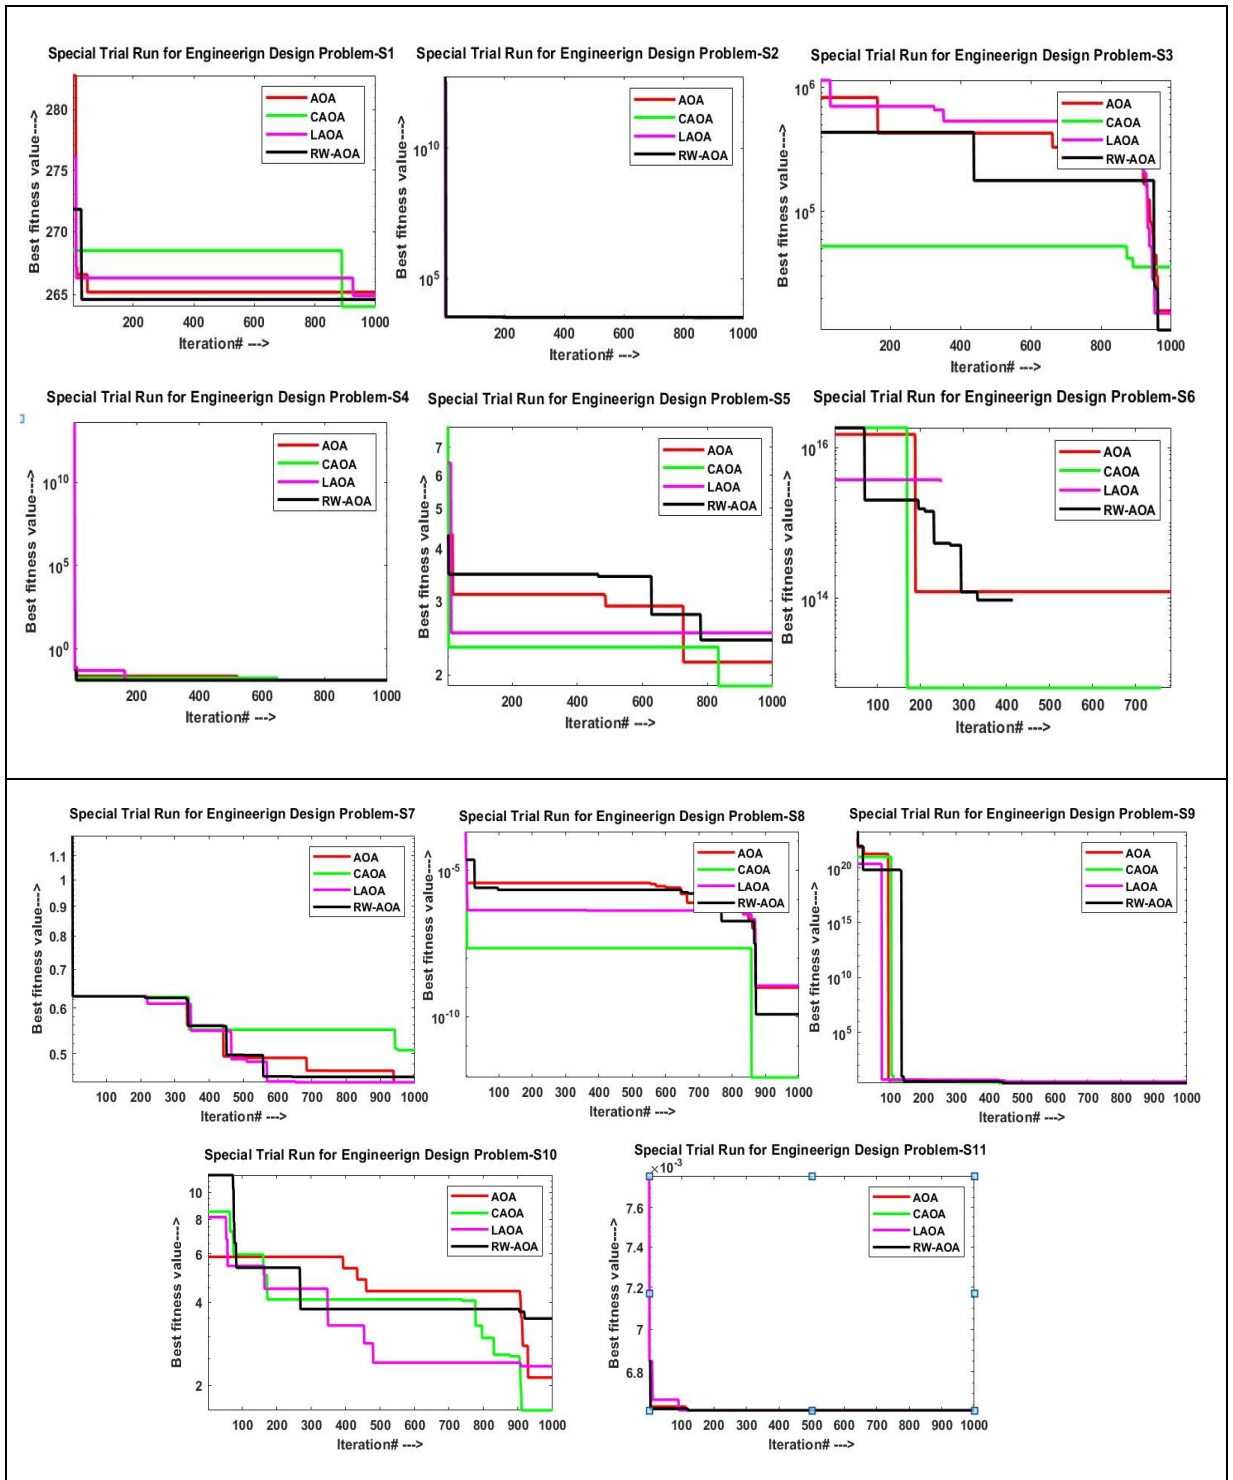 Special Trial Run for Engineerign Design Problem-S1
Best fitness value--->
280
275
270
265
AOA
CAOA
LAOA
RW-AOA
200 400 600 800 1000
Iteration# --->
Special Trial Run for Engineerign Design Problem-S2
Best fitness value--->
10^10
10^5
AOA
CAOA
LAOA
RW-AOA
200 400 600 800 1000
Iteration# --->
Special Trial Run for Engineerign Design Problem-S3
Best fitness value--->
10^6
10^5
AOA
CAOA
LAOA
RW-AOA
200 400 600 800 1000
Iteration# --->
Special Trial Run for Engineerign Design Problem-S4
Best fitness value--->
10^10
10^5
10^0
AOA
CAOA
LAOA
RW-AOA
200 400 600 800 1000
Iteration# --->
Special Trial Run for Engineerign Design Problem-S5
Best fitness value--->
7
6
5
4
3
2
AOA
CAOA
LAOA
RW-AOA
200 400 600 800 1000
Iteration# --->
Special Trial Run for Engineerign Design Problem-S6
Best fitness value--->
10^16
10^14
AOA
CAOA
LAOA
RW-AOA
100 200 300 400 500 600 700
Iteration# --->
Special Trial Run for Engineerign Design Problem-S7
Best fitness value--->
1.1
1
0.9
0.8
0.7
0.6
0.5
AOA
CAOA
LAOA
RW-AOA
100 200 300 400 500 600 700 800 900 1000
Iteration# --->
Special Trial Run for Engineerign Design Problem-S8
Best fitness value--->
10^-5
10^-10
AOA
CAOA
LAOA
RW-AOA
100 200 300 400 500 600 700 800 900 1000
Iteration# --->
Special Trial Run for Engineerign Design Problem-S9
Best fitness value--->
10^20
10^15
10^10
10^5
AOA
CAOA
LAOA
RW-AOA
100 200 300 400 500 600 700 800 900 1000
Iteration# --->
Special Trial Run for Engineerign Design Problem-S10
Best fitness value--->
10
8
6
4
2
AOA
CAOA
LAOA
RW-AOA
100 200 300 400 500 600 700 800 900 1000
Iteration# --->
Special Trial Run for Engineerign Design Problem-S11
×10^-3
Best fitness value--->
7.6
7.4
7.2
7
6.8
AOA
CAOA
LAOA
RW-AOA
100 200 300 400 500 600 700 800 900 1000
Iteration# --->